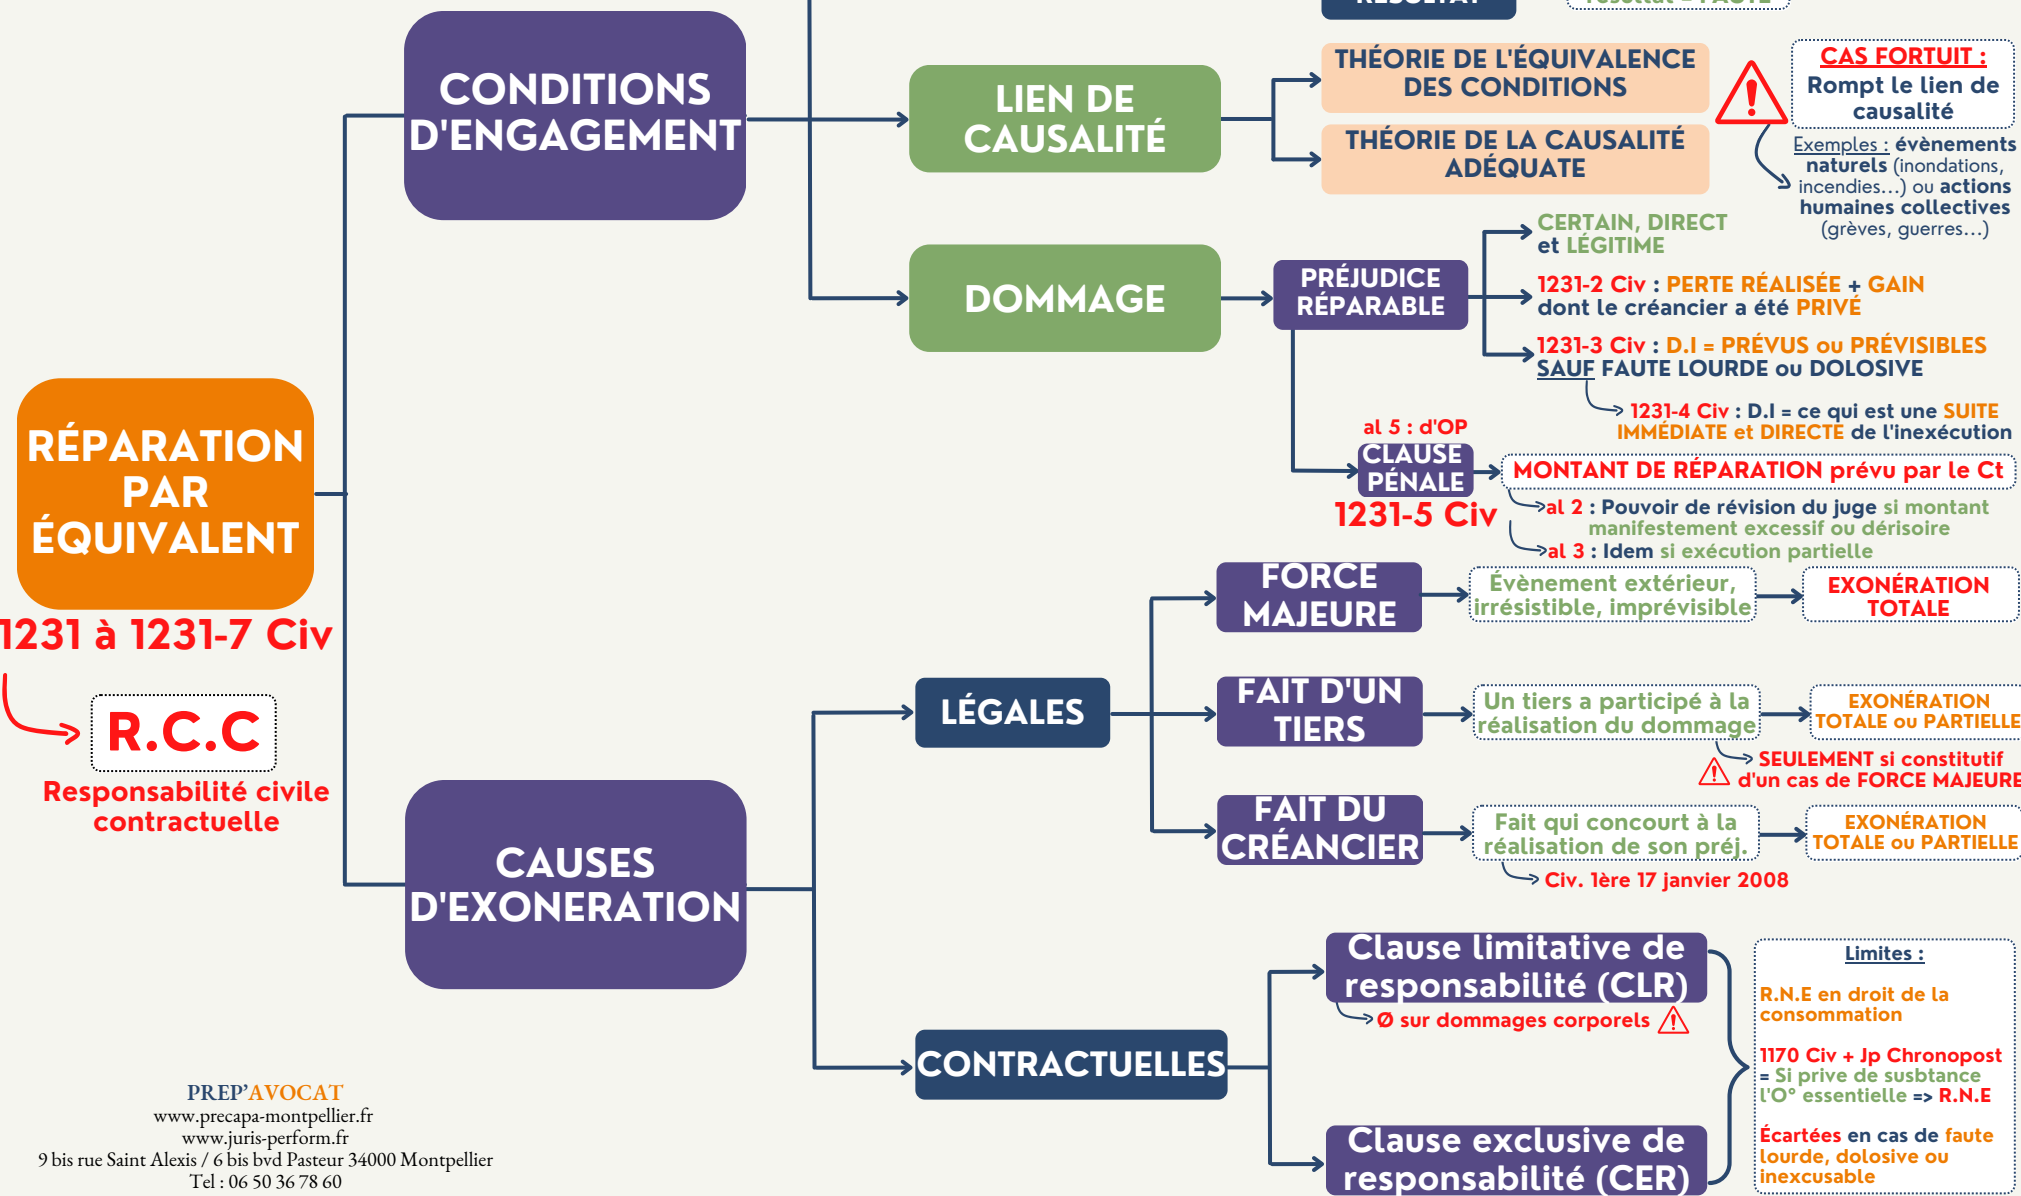 RÉSULTAT
résultat = FAUTE
CONDITIONS
D'ENGAGEMENT
LIEN DE
CAUSALITÉ
THÉORIE DE L'ÉQUIVALENCE
DES CONDITIONS
THÉORIE DE LA CAUSALITÉ
ADÉQUATE
CAS FORTUIT :
Rompt le lien de
causalité
Exemples : évènements
naturels (inondations,
incendies...) ou actions
humaines collectives
(grèves, guerres...)
DOMMAGE
PRÉJUDICE
RÉPARABLE
CERTAIN, DIRECT
et LÉGITIME
1231-2 Civ : PERTE RÉALISÉE + GAIN
dont le créancier a été PRIVÉ
1231-3 Civ : D.I = PRÉVUS ou PRÉVISIBLES
SAUF FAUTE LOURDE ou DOLOSIVE
1231-4 Civ : D.I = ce qui est une SUITE
IMMÉDIATE et DIRECTE de l'inexécution
al 5 : d'OP
CLAUSE
PÉNALE
1231-5 Civ
MONTANT DE RÉPARATION prévu par le Ct
al 2 : Pouvoir de révision du juge si montant
manifestement excessif ou dérisoire
al 3 : Idem si exécution partielle
RÉPARATION
PAR
ÉQUIVALENT
1231 à 1231-7 Civ
R.C.C
Responsabilité civile
contractuelle
CAUSES
D'EXONERATION
LÉGALES
FORCE
MAJEURE
Évènement extérieur,
irrésistible, imprévisible
EXONÉRATION
TOTALE
FAIT D'UN
TIERS
Un tiers a participé à la
réalisation du dommage
EXONÉRATION
TOTALE ou PARTIELLE
SEULEMENT si constitutif
d'un cas de FORCE MAJEURE
FAIT DU
CRÉANCIER
Fait qui concourt à la
réalisation de son préj.
EXONÉRATION
TOTALE ou PARTIELLE
Civ. 1ère 17 janvier 2008
CONTRACTUELLES
Clause limitative de
responsabilité (CLR)
Ø sur dommages corporels
Clause exclusive de
responsabilité (CER)
Limites :
R.N.E en droit de la
consommation
1170 Civ + Jp Chronopost
= Si prive de susbtance
l'O° essentielle => R.N.E
Écartées en cas de faute
lourde, dolosive ou
inexcusable
PREP'AVOCAT
www.precapa-montpellier.fr
www.juris-perform.fr
9 bis rue Saint Alexis / 6 bis bvd Pasteur 34000 Montpellier
Tel : 06 50 36 78 60